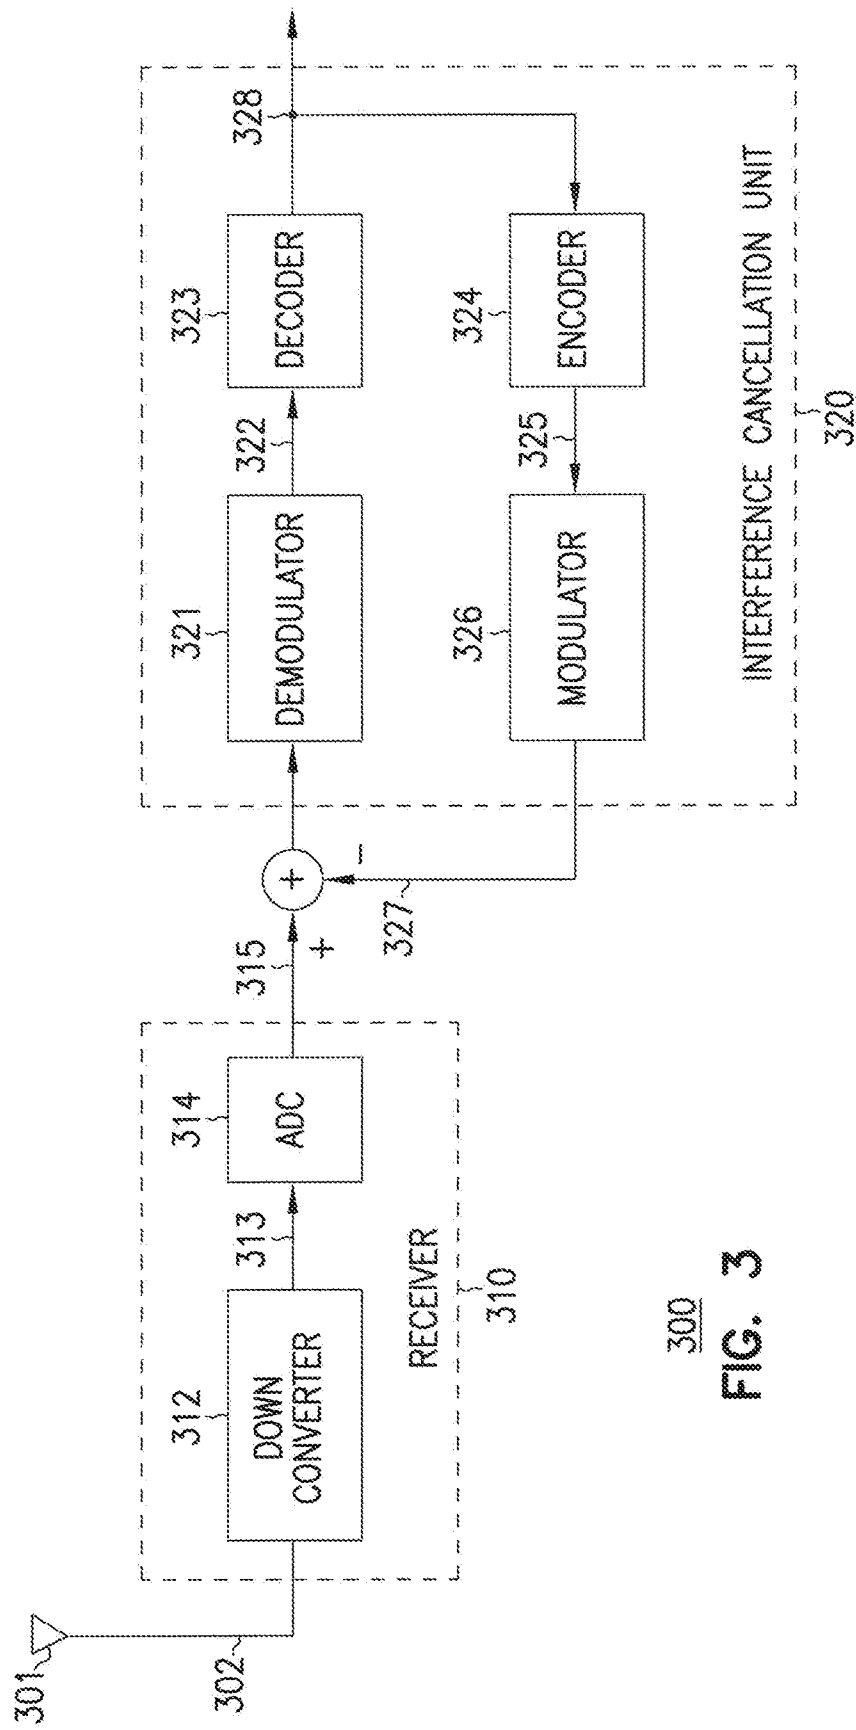 301
302
312
DOWN
CONVERTER
313
314
ADC
RECEIVER
310
315
+
+
−
327
321
DEMODULATOR
322
323
DECODER
328
326
MODULATOR
325
324
ENCODER
INTERFERENCE CANCELLATION UNIT
320
300
FIG. 3